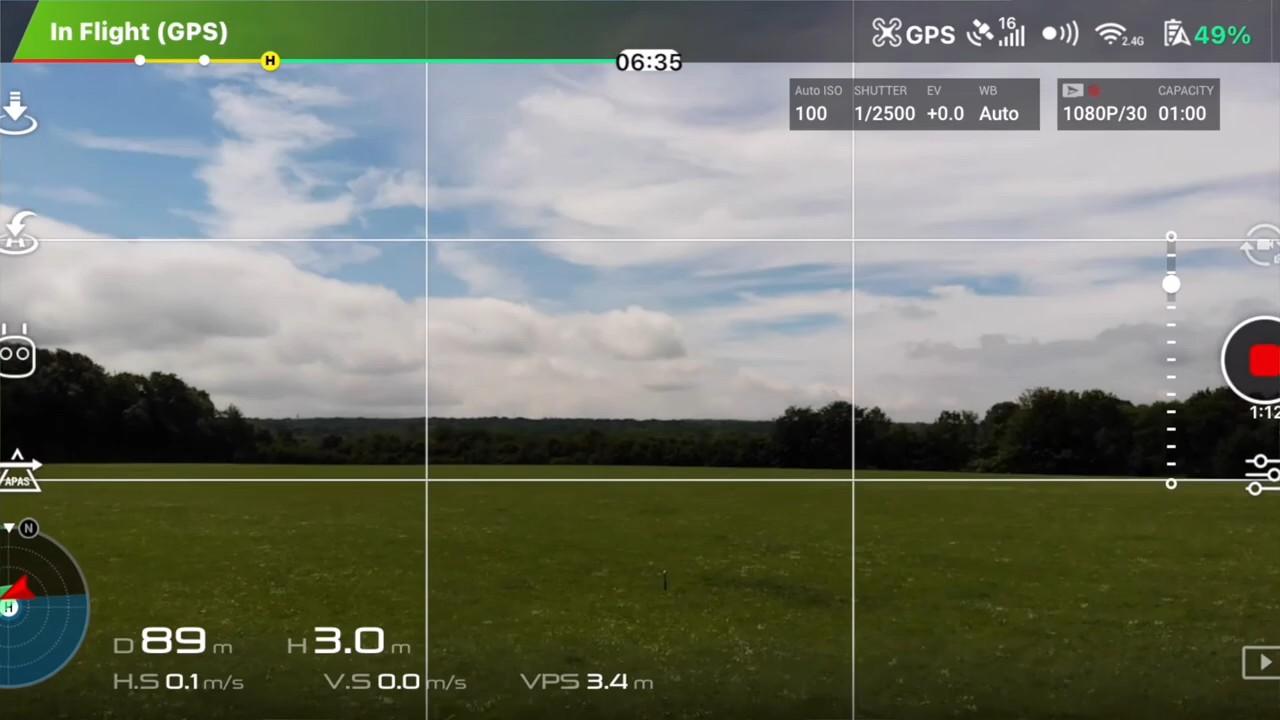 In Flight (GPS)
GPS 16 2.4G 49%
H 06:35
Auto ISO SHUTTER EV WB CAPACITY
100 1/2500 +0.0 Auto 1080P/30 01:00
1:12
APAS
N
H
D 89 m H 3.0 m
H.S 0.1 m/s V.S 0.0 m/s VPS 3.4 m